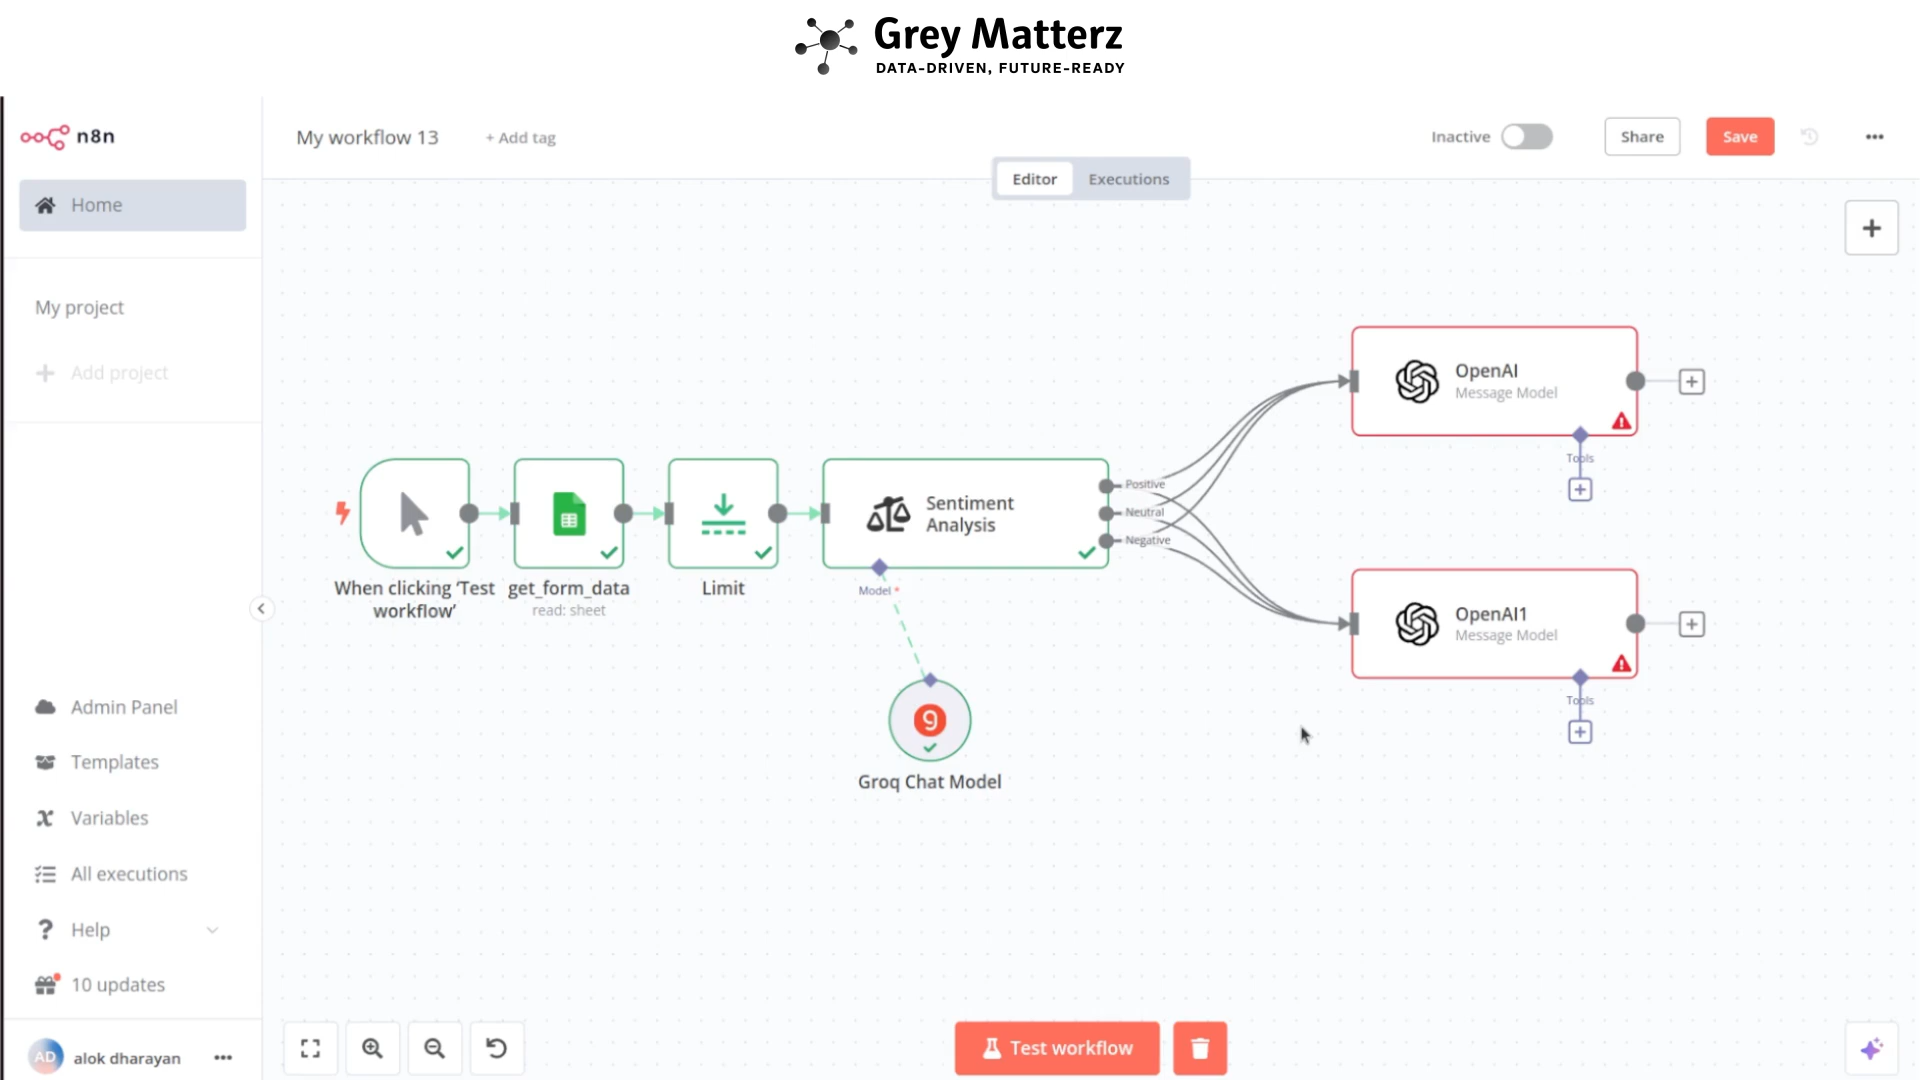 Grey Matterz
DATA-DRIVEN, FUTURE-READY
n8n
My workflow 13
+ Add tag
Inactive
Share
Save
Editor
Executions
Home
My project
Add project
Admin Panel
Templates
Variables
All executions
Help
10 updates
AD
alok dharayan
When clicking ‘Test
workflow’
get_form_data
read: sheet
Limit
Sentiment
Analysis
Positive
Neutral
Negative
Model *
Groq Chat Model
OpenAI
Message Model
Tools
OpenAI1
Message Model
Tools
Test workflow